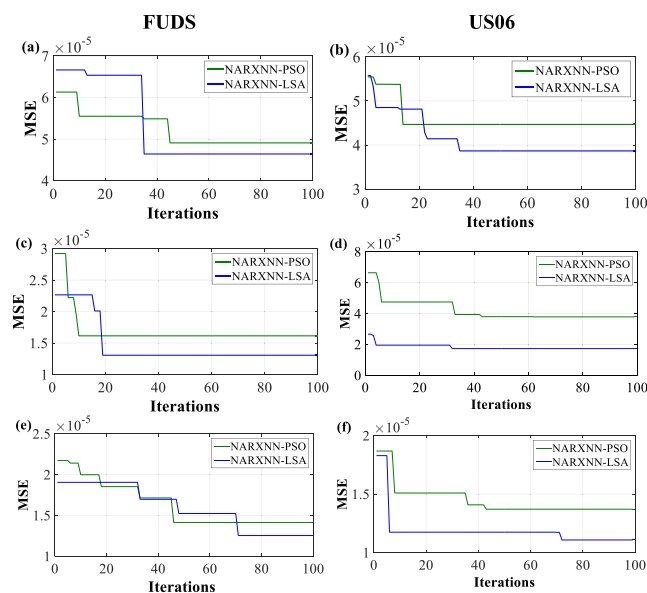 FUDS US06
(a) ×10⁻⁵
7
6
5
4
MSE
NARXNN-PSO
NARXNN-LSA
0 20 40 60 80 100
Iterations
(b) ×10⁻⁵
6
5
4
3
MSE
NARXNN-PSO
NARXNN-LSA
0 20 40 60 80 100
Iterations
(c) ×10⁻⁵
3
2.5
2
1.5
1
MSE
NARXNN-PSO
NARXNN-LSA
0 20 40 60 80 100
Iterations
(d) ×10⁻⁵
8
6
4
2
0
MSE
NARXNN-PSO
NARXNN-LSA
0 20 40 60 80 100
Iterations
(e) ×10⁻⁵
2.5
2
1.5
1
MSE
NARXNN-PSO
NARXNN-LSA
0 20 40 60 80 100
Iterations
(f) ×10⁻⁵
2
1.5
1
MSE
NARXNN-PSO
NARXNN-LSA
0 20 40 60 80 100
Iterations